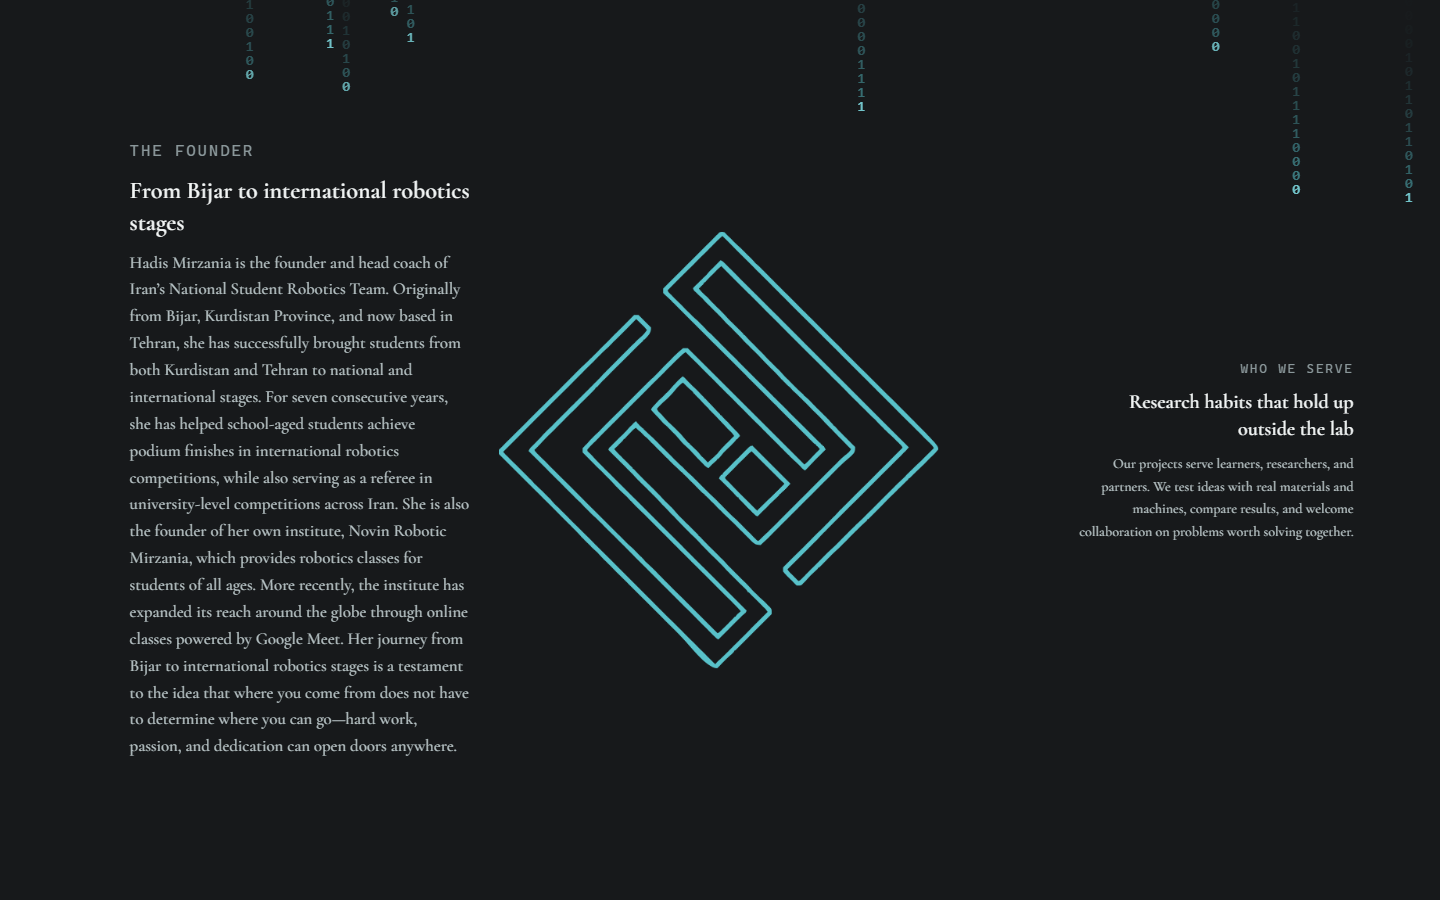 THE FOUNDER
From Bijar to international robotics
stages
Hadis Mirzania is the founder and head coach of
Iran’s National Student Robotics Team. Originally
from Bijar, Kurdistan Province, and now based in
Tehran, she has successfully brought students from
both Kurdistan and Tehran to national and
international stages. For seven consecutive years,
she has helped school-aged students achieve
podium finishes in international robotics
competitions, while also serving as a referee in
university-level competitions across Iran. She is also
the founder of her own institute, Novin Robotic
Mirzania, which provides robotics classes for
students of all ages. More recently, the institute has
expanded its reach around the globe through online
classes powered by Google Meet. Her journey from
Bijar to international robotics stages is a testament
to the idea that where you come from does not have
to determine where you can go—hard work,
passion, and dedication can open doors anywhere.
WHO WE SERVE
Research habits that hold up
outside the lab
Our projects serve learners, researchers, and
partners. We test ideas with real materials and
machines, compare results, and welcome
collaboration on problems worth solving together.